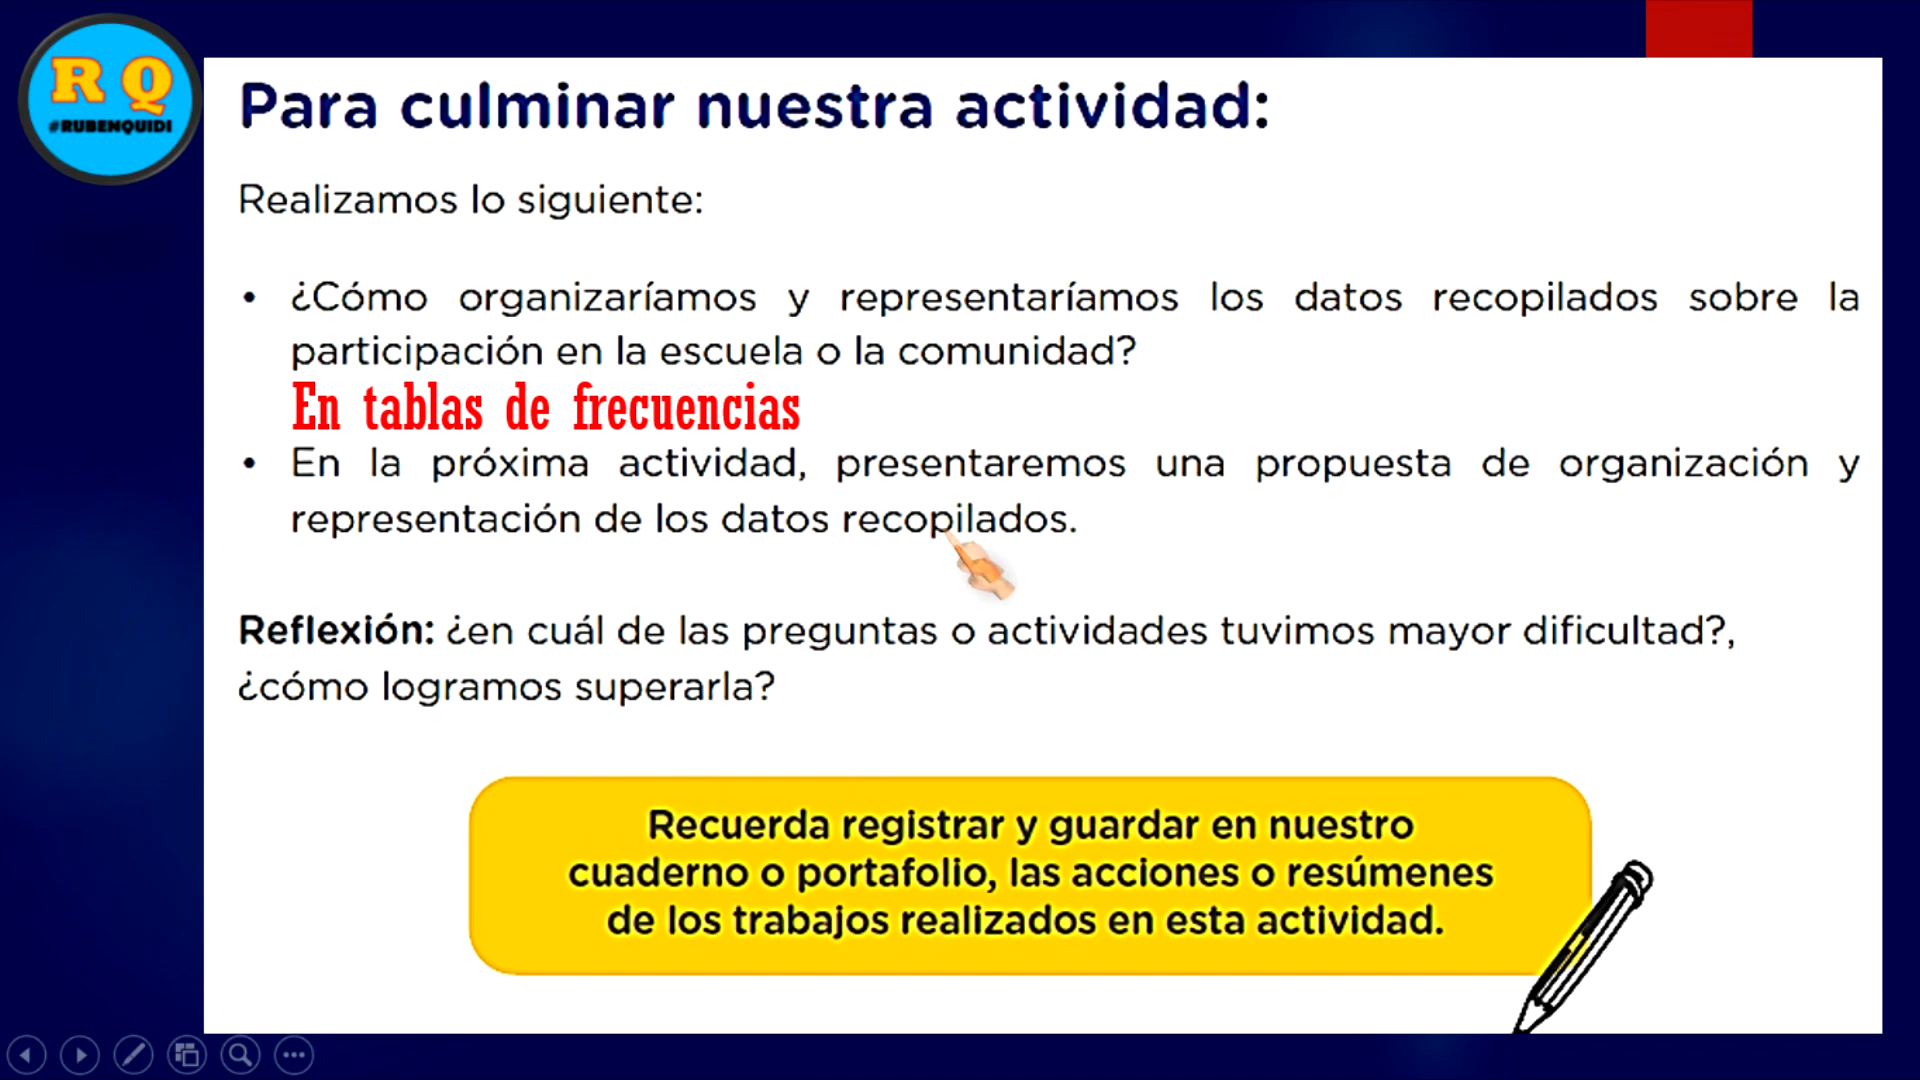 R Q
#RUBENQUIDI
Para culminar nuestra actividad:
Realizamos lo siguiente:
• ¿Cómo organizaríamos y representaríamos los datos recopilados sobre la
participación en la escuela o la comunidad?
En tablas de frecuencias
• En la próxima actividad, presentaremos una propuesta de organización y
representación de los datos recopilados.
Reflexión: ¿en cuál de las preguntas o actividades tuvimos mayor dificultad?,
¿cómo logramos superarla?
Recuerda registrar y guardar en nuestro
cuaderno o portafolio, las acciones o resúmenes
de los trabajos realizados en esta actividad.